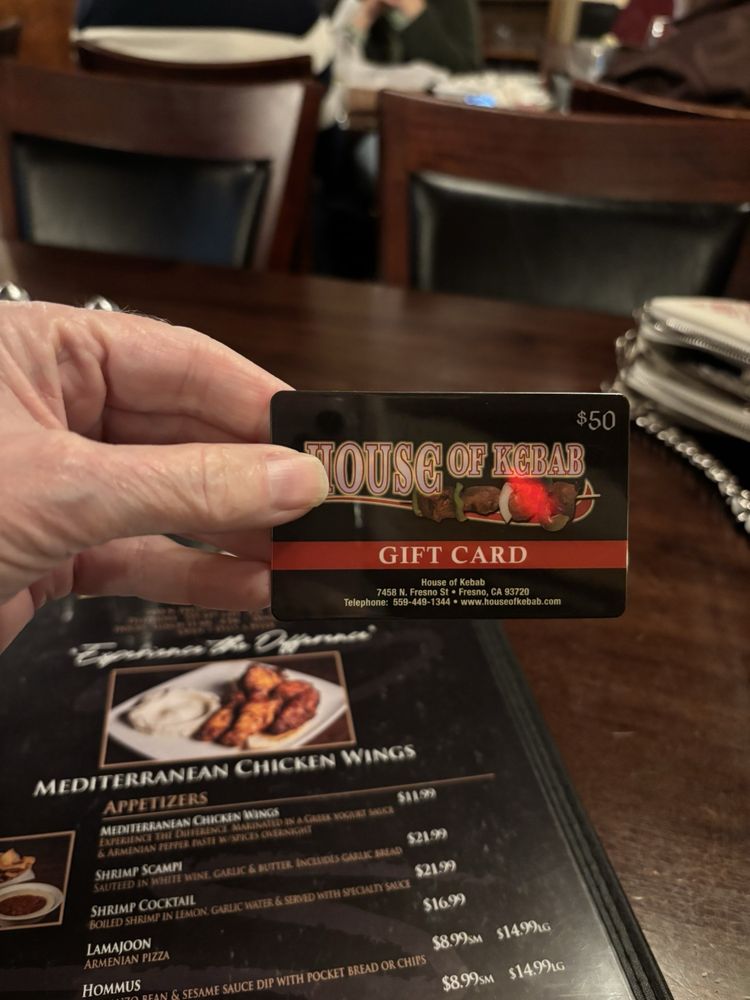 $50
HOUSE OF KEBAB
GIFT CARD
House of Kebab
7458 N. Fresno St • Fresno, CA 93720
Telephone: 559-449-1344 • www.houseofkebab.com
"Experience the Difference"
MEDITERRANEAN CHICKEN WINGS
APPETIZERS
MEDITERRANEAN CHICKEN WINGS $11.99
EXPERIENCE THE DIFFERENCE. MARINATED IN A GREEK YOGURT SAUCE
& ARMENIAN PEPPER PASTE W/SPICES OVERNIGHT
SHRIMP SCAMPI $21.99
SAUTEED IN WHITE WINE, GARLIC & BUTTER. INCLUDES GARLIC BREAD
SHRIMP COCKTAIL $21.99
BOILED SHRIMP IN LEMON, GARLIC WATER & SERVED WITH SPECIALTY SAUCE
$16.99
LAMAJOON $8.99SM $14.99LG
ARMENIAN PIZZA
HOMMUS $8.99SM $14.99LG
BEAN & SESAME SAUCE DIP WITH POCKET BREAD OR CHIPS